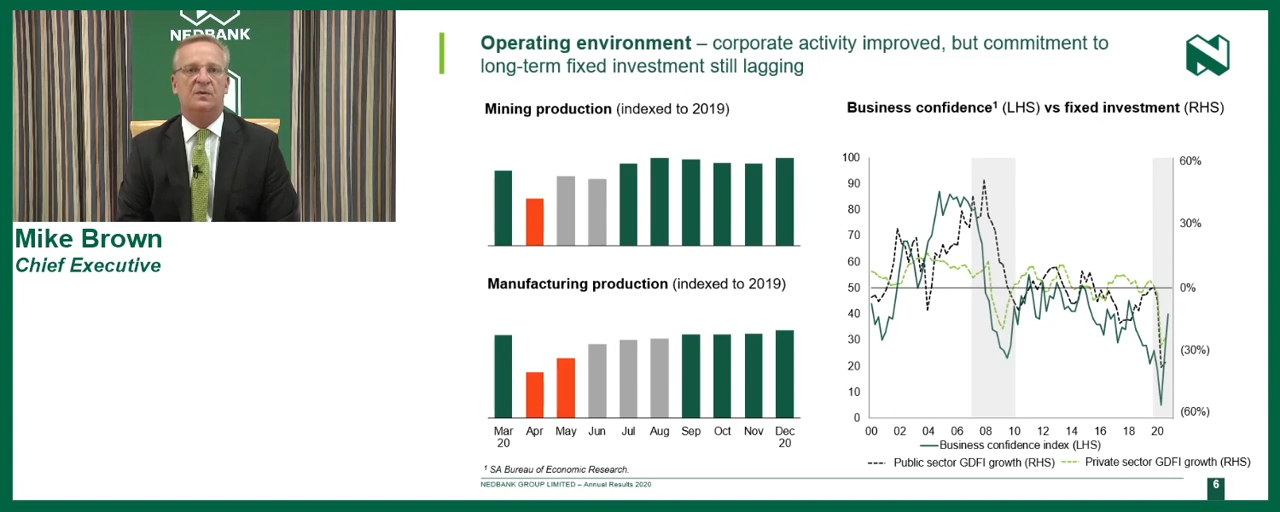 NEDBANK
Mike Brown
Chief Executive
Operating environment – corporate activity improved, but commitment to
long-term fixed investment still lagging
Mining production (indexed to 2019)
Manufacturing production (indexed to 2019)
Mar Apr May Jun Jul Aug Sep Oct Nov Dec
20 20
¹ SA Bureau of Economic Research.
NEDBANK GROUP LIMITED – Annual Results 2020
Business confidence¹ (LHS) vs fixed investment (RHS)
100
90
80
70
60
50
40
30
20
10
0
60%
30%
0%
(30%)
(60%)
00 02 04 06 08 10 12 14 16 18 20
Business confidence index (LHS)
Public sector GDFI growth (RHS) Private sector GDFI growth (RHS)
6